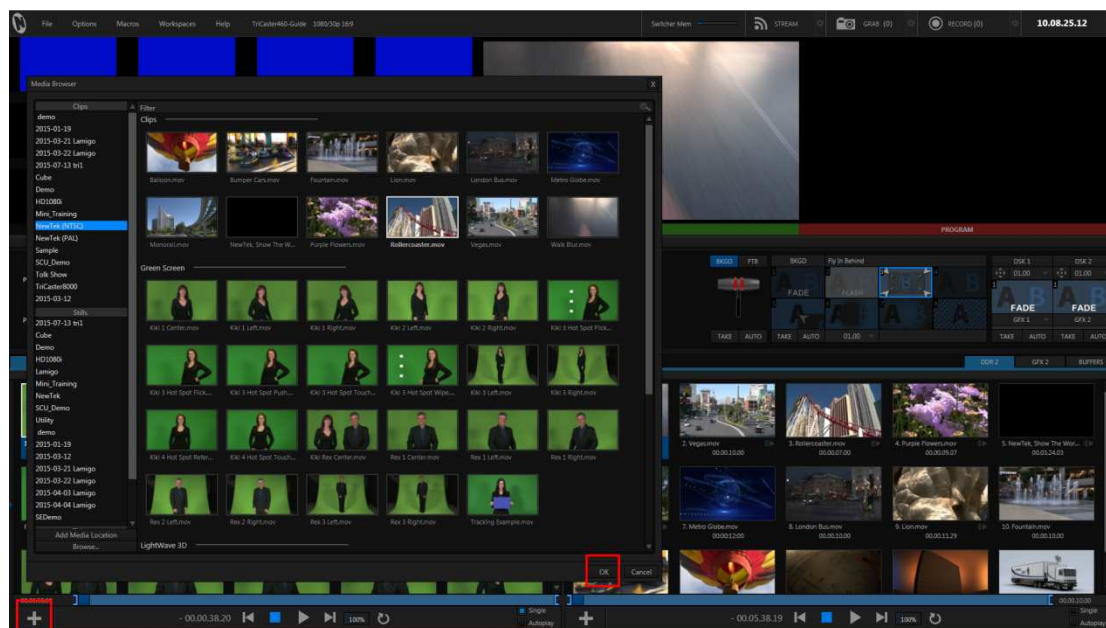 File Options Macros Workspaces Help TriCaster460-Guide 1080/30p 16:9 Switcher Mem STREAM GRAB (0) RECORD (0) 10.08.25.12
Media Browser X
Clips
demo
2015-01-19
2015-03-21 Lamigo
2015-03-22 Lamigo
2015-07-13 tri1
Cube
Demo
HD1080i
Mini_Training
NewTek (NTSC)
NewTek (PAL)
Sample
SCU_Demo
Talk Show
TriCaster8000
2015-03-12
Stills
2015-07-13 tri1
Cube
Demo
HD1080i
Lamigo
Mini_Training
NewTek
SCU_Demo
Utility
demo
2015-01-19
2015-03-12
2015-03-21 Lamigo
2015-03-22 Lamigo
2015-04-03 Lamigo
2015-04-04 Lamigo
SEDemo
Add Media Location
Browse...
Filter
Clips
Balloon.mov Bumper Cars.mov Fountain.mov Lion.mov London Bus.mov Metro Globe.mov
Monorail.mov NewTek, Show The W... Purple Flowers.mov Rollercoaster.mov Vegas.mov Walk Blur.mov
Green Screen
Kiki 1 Center.mov Kiki 1 Left.mov Kiki 1 Right.mov Kiki 2 Left.mov Kiki 2 Right.mov Kiki 3 Hot Spot Flick...
Kiki 3 Hot Spot Flick... Kiki 3 Hot Spot Push... Kiki 3 Hot Spot Touch... Kiki 3 Hot Spot Wipe... Kiki 3 Left.mov Kiki 3 Right.mov
Kiki 4 Hot Spot Refer... Kiki 4 Hot Spot Touch... Kiki Rex Center.mov Rex 1 Center.mov Rex 1 Left.mov Rex 1 Right.mov
Rex 2 Left.mov Rex 2 Right.mov Rex 3 Left.mov Rex 3 Right.mov Tracking Example.mov
LightWave 3D
OK Cancel
PROGRAM
BKGD FTB BKGD Fly In Behind DSK 1 DSK 2
01.00 01.00
FADE FLASH
FADE FADE
GFX 1 GFX 2
TAKE AUTO TAKE AUTO 01.00 TAKE AUTO TAKE AUTO
DDR 2 GFX 2 BUFFERS
2. Vegas.mov 3. Rollercoaster.mov 4. Purple Flowers.mov 5. NewTek, Show The Wor...
00.00.10.00 00.00.07.00 00.00.09.07 00.03.24.03
7. Metro Globe.mov 8. London Bus.mov 9. Lion.mov 10. Fountain.mov
00.00.12.00 00.00.10.00 00.00.11.29 00.00.10.00
00.00.10.00
- 00.00.38.20 100% Single Autoplay
- 00.05.38.19 100% Single Autoplay